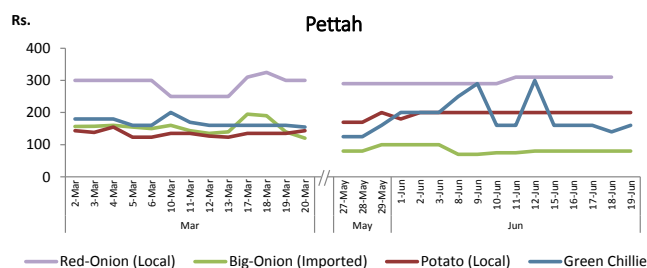 Rs.
Pettah
400
300
200
100
0
2-Mar
3-Mar
4-Mar
5-Mar
6-Mar
10-Mar
11-Mar
12-Mar
13-Mar
17-Mar
18-Mar
19-Mar
20-Mar
//
27-May
28-May
29-May
1-Jun
2-Jun
3-Jun
8-Jun
9-Jun
10-Jun
11-Jun
12-Jun
15-Jun
16-Jun
17-Jun
18-Jun
19-Jun
Mar
May
Jun
Red-Onion (Local) Big-Onion (Imported) Potato (Local) Green Chillie